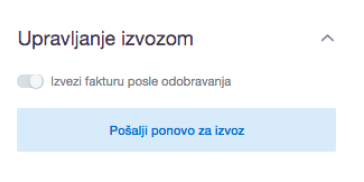 Upravljanje izvozom
Izvezi fakturu posle odobravanja
Pošalji ponovo za izvoz